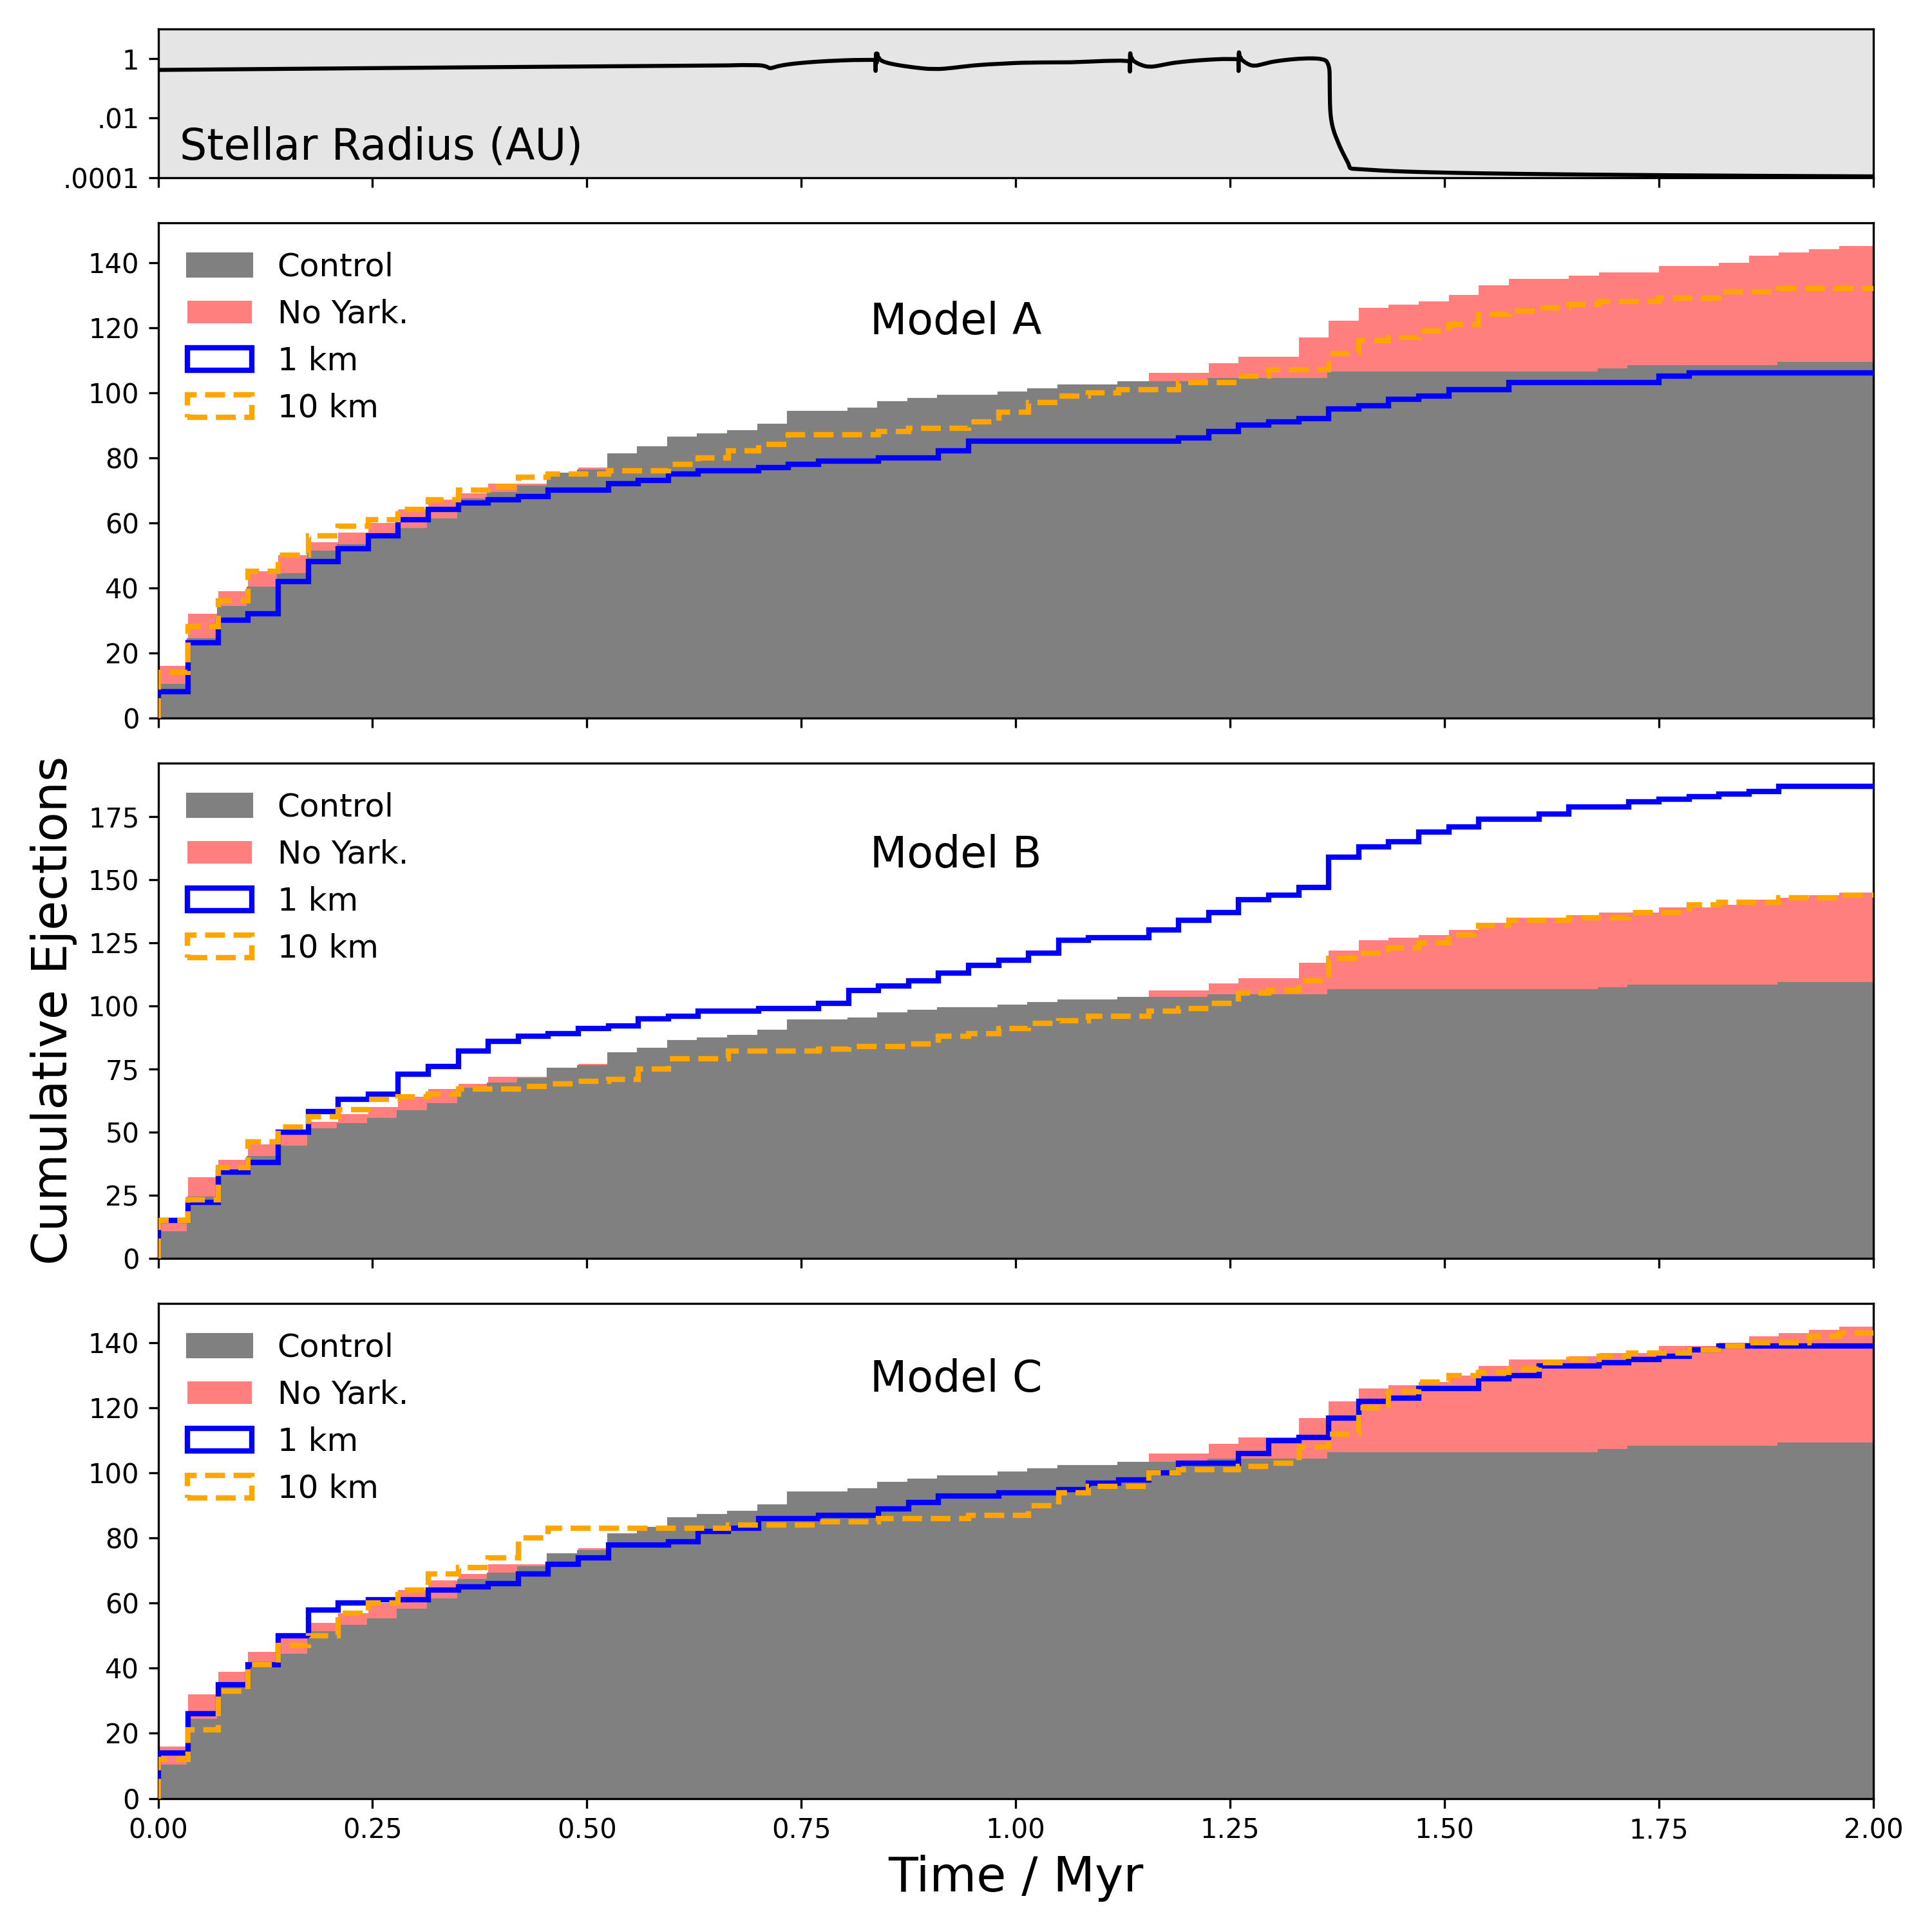 1
.01
.0001
Stellar Radius (AU)
Cumulative Ejections
140
120
100
80
60
40
20
0
Control
No Yark.
1 km
10 km
Model A
175
150
125
100
75
50
25
0
Control
No Yark.
1 km
10 km
Model B
140
120
100
80
60
40
20
0
Control
No Yark.
1 km
10 km
Model C
0.00 0.25 0.50 0.75 1.00 1.25 1.50 1.75 2.00
Time / Myr